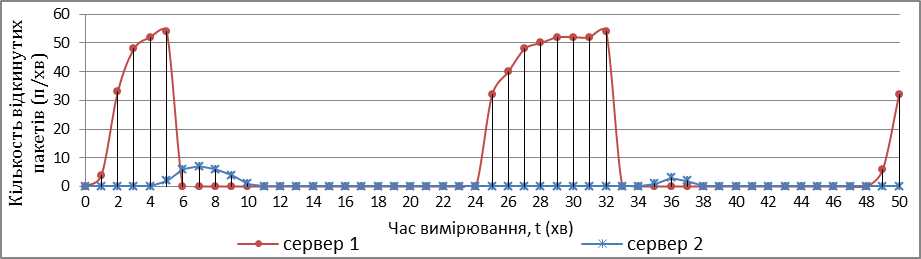 Кількость відкинутих
пакетів (п/хв)
60
50
40
30
20
10
0
0 2 4 6 8 10 12 14 16 18 20 22 24 26 28 30 32 34 36 38 40 42 44 46 48 50
Час вимірювання, t (хв)
сервер 1 сервер 2